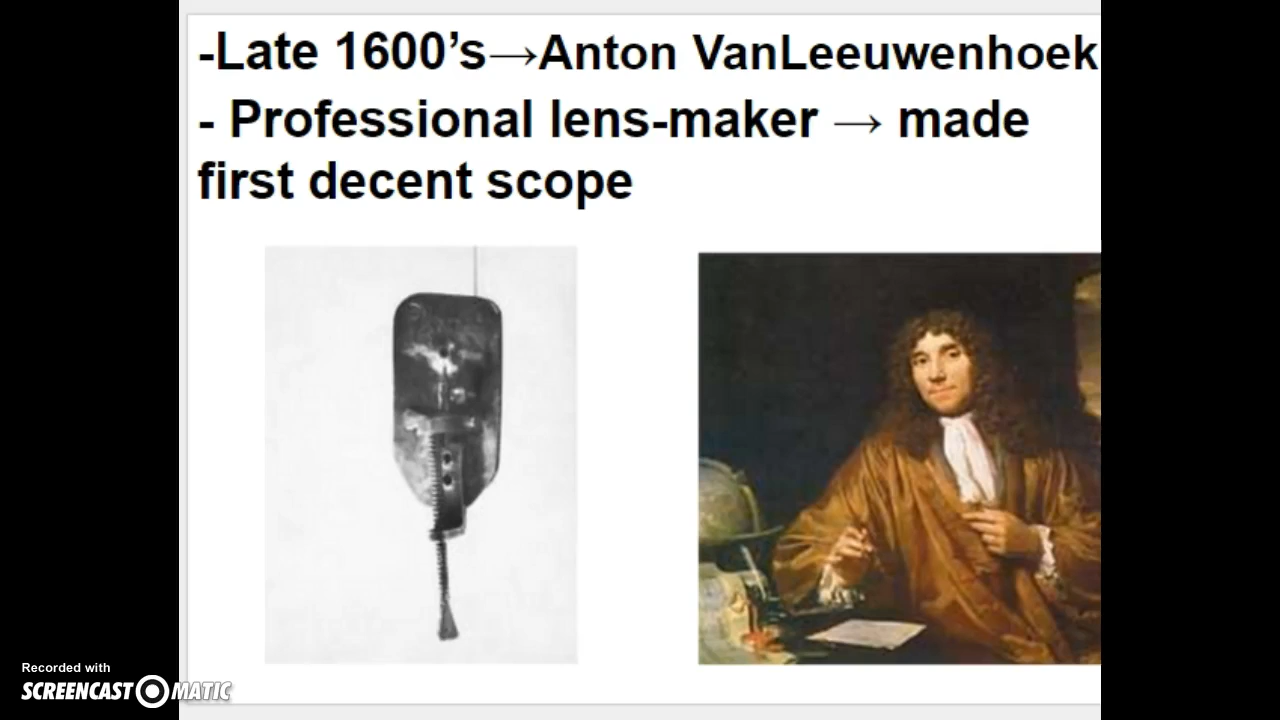 -Late 1600’s→Anton VanLeeuwenhoek
- Professional lens-maker → made
first decent scope
Recorded with
SCREENCAST O MATIC